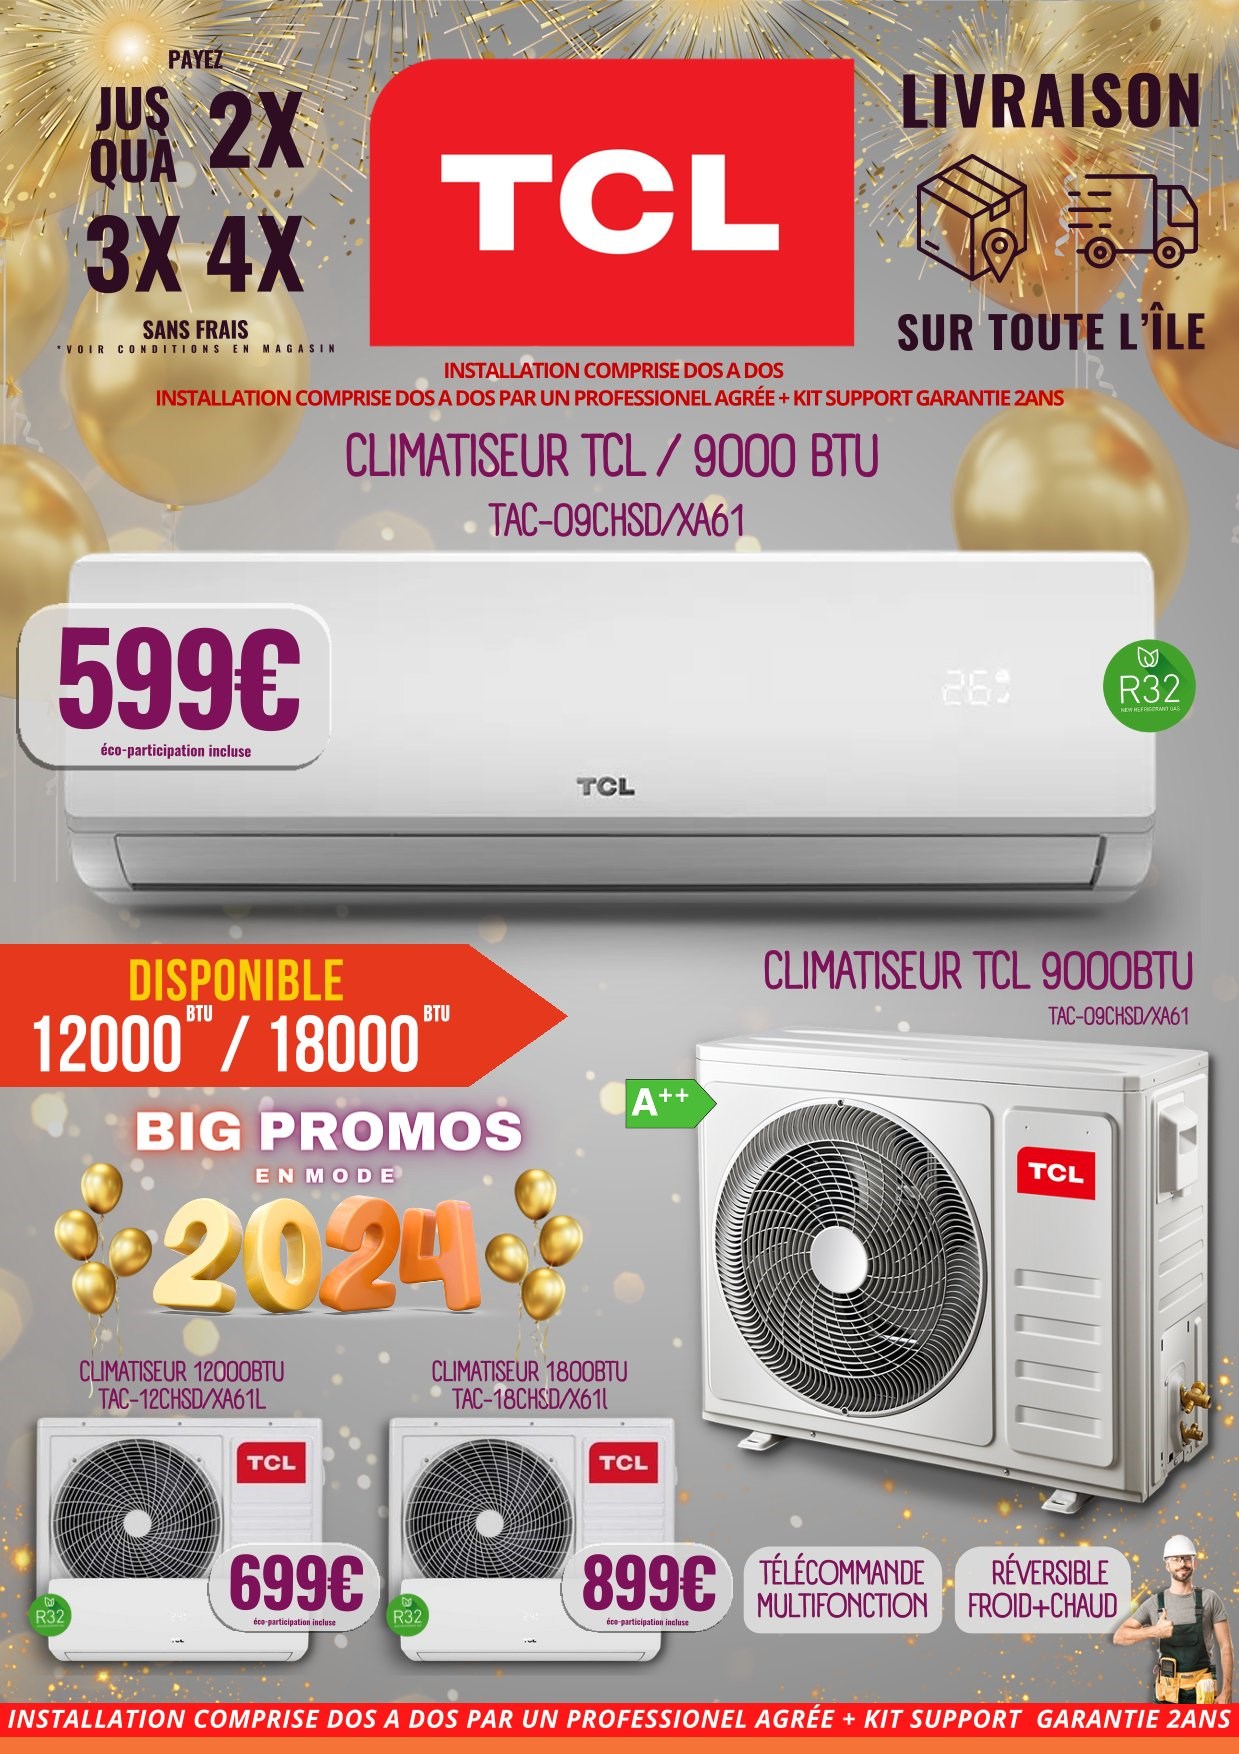 PAYEZ
JUS
QUÀ 2X
3X 4X
SANS FRAIS
*VOIR CONDITIONS EN MAGASIN
TCL
LIVRAISON
SUR TOUTE L'ÎLE
INSTALLATION COMPRISE DOS A DOS
INSTALLATION COMPRISE DOS A DOS PAR UN PROFESSIONEL AGRÉE + KIT SUPPORT GARANTIE 2ANS
CLIMATISEUR TCL / 9000 BTU
TAC-09CHSD/XA61
599€
éco-participation incluse
26
R32
NEW REFRIGERANT GAS
TCL
DISPONIBLE
12000 BTU / 18000 BTU
CLIMATISEUR TCL 9000BTU
TAC-09CHSD/XA61
A++
TCL
BIG PROMOS
EN MODE
2024
CLIMATISEUR 12000BTU
TAC-12CHSD/XA61L
TCL
699€
éco-participation incluse
R32
CLIMATISEUR 1800BTU
TAC-18CHSD/X61l
TCL
899€
éco-participation incluse
R32
TÉLÉCOMMANDE
MULTIFONCTION
RÉVERSIBLE
FROID+CHAUD
INSTALLATION COMPRISE DOS A DOS PAR UN PROFESSIONEL AGRÉE + KIT SUPPORT GARANTIE 2ANS